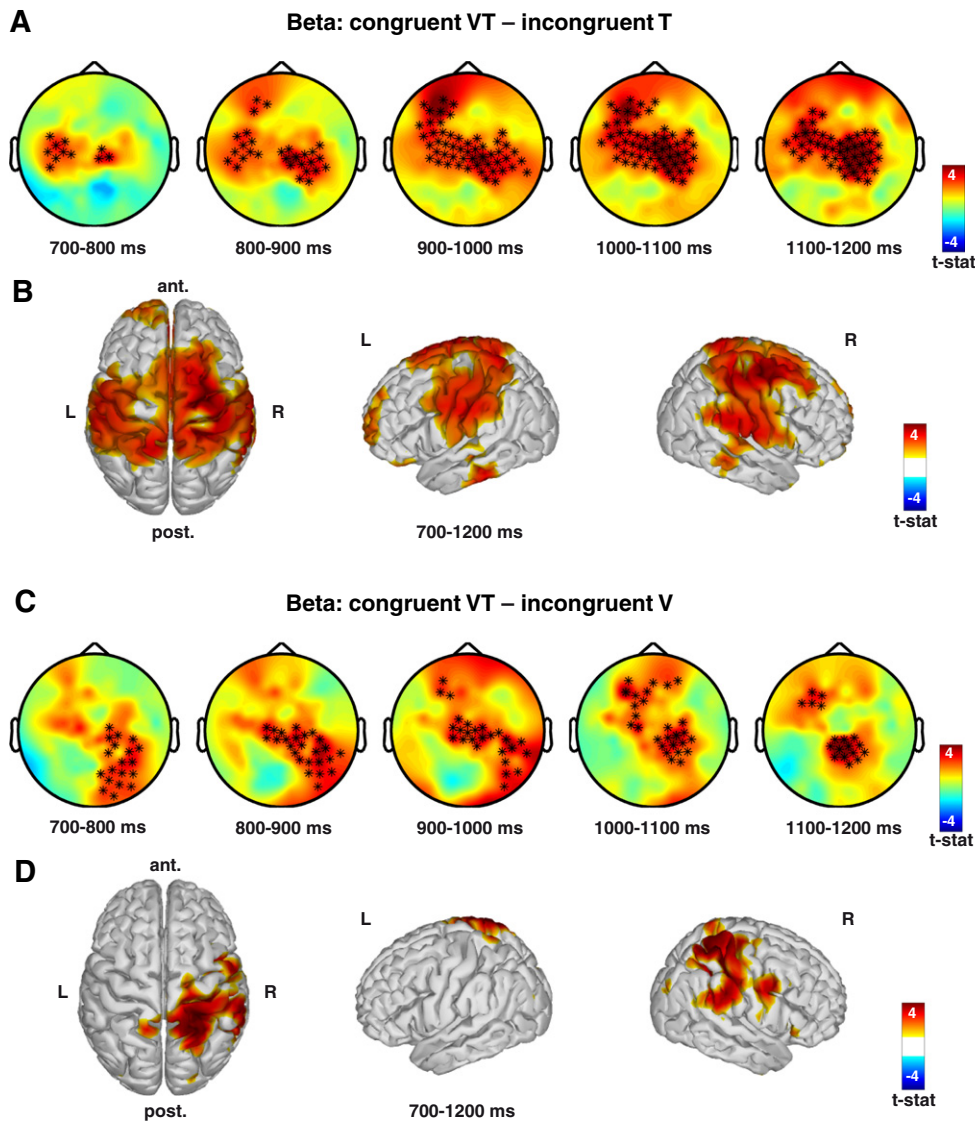 A
Beta: congruent VT – incongruent T
700-800 ms
800-900 ms
900-1000 ms
1000-1100 ms
1100-1200 ms
4
-4
t-stat
B
ant.
L
R
post.
L
R
700-1200 ms
4
-4
t-stat
C
Beta: congruent VT – incongruent V
700-800 ms
800-900 ms
900-1000 ms
1000-1100 ms
1100-1200 ms
4
-4
t-stat
D
ant.
L
R
post.
L
R
700-1200 ms
4
-4
t-stat